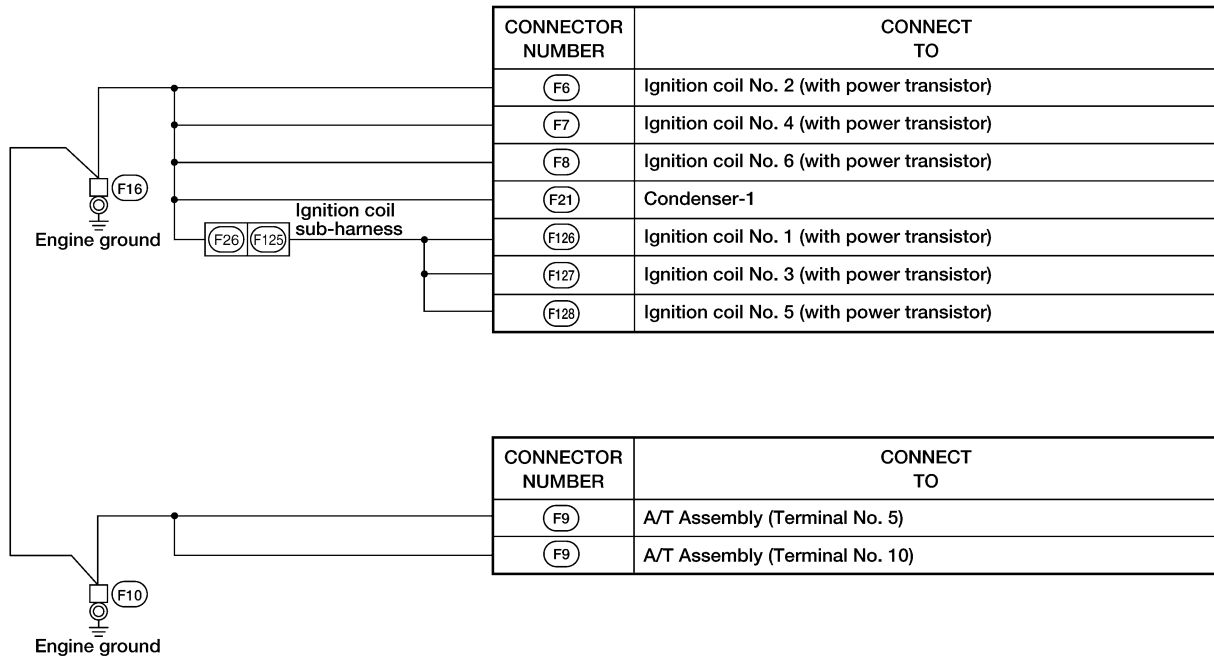 CONNECTOR NUMBER
CONNECT TO
F6 Ignition coil No. 2 (with power transistor)
F7 Ignition coil No. 4 (with power transistor)
F8 Ignition coil No. 6 (with power transistor)
F21 Condenser-1
F126 Ignition coil No. 1 (with power transistor)
F127 Ignition coil No. 3 (with power transistor)
F128 Ignition coil No. 5 (with power transistor)
F16
Engine ground
Ignition coil
sub-harness
F26 F125
CONNECTOR NUMBER
CONNECT TO
F9 A/T Assembly (Terminal No. 5)
F9 A/T Assembly (Terminal No. 10)
F10
Engine ground